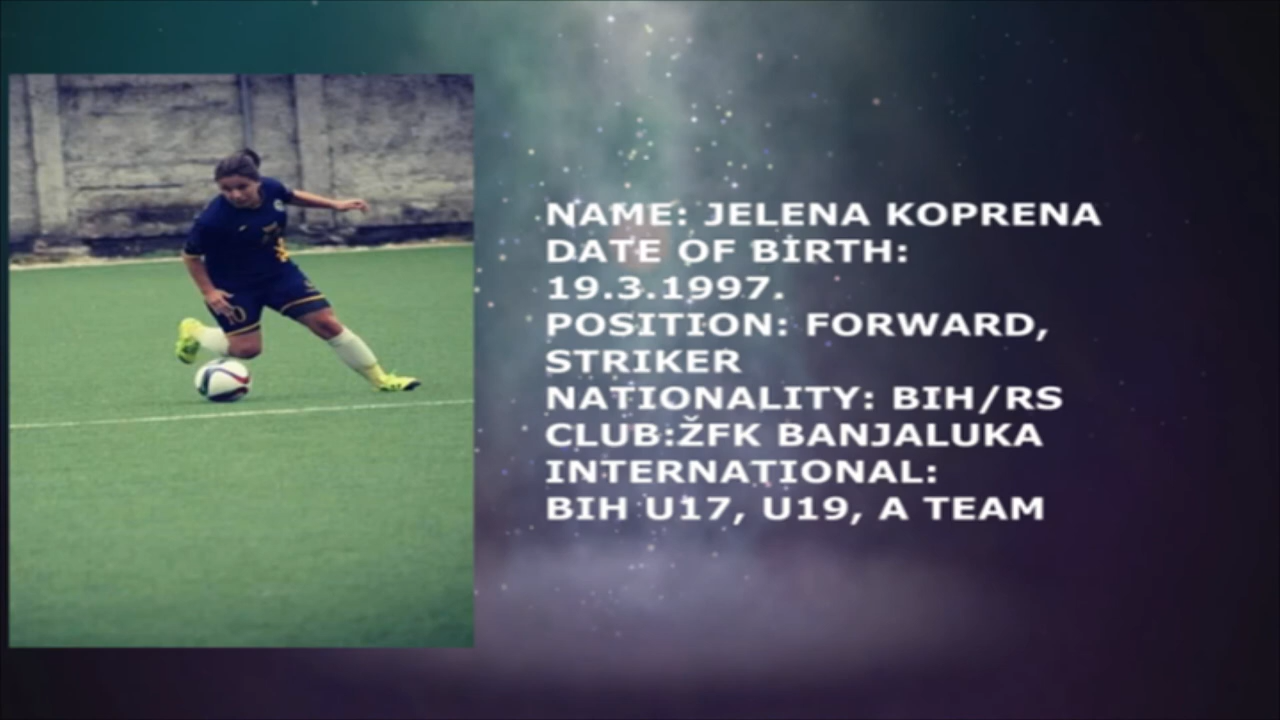 NAME: JELENA KOPRENA
DATE OF BIRTH:
19.3.1997.
POSITION: FORWARD,
STRIKER
NATIONALITY: BIH/RS
CLUB:ŽFK BANJALUKA
INTERNATIONAL:
BIH U17, U19, A TEAM
10